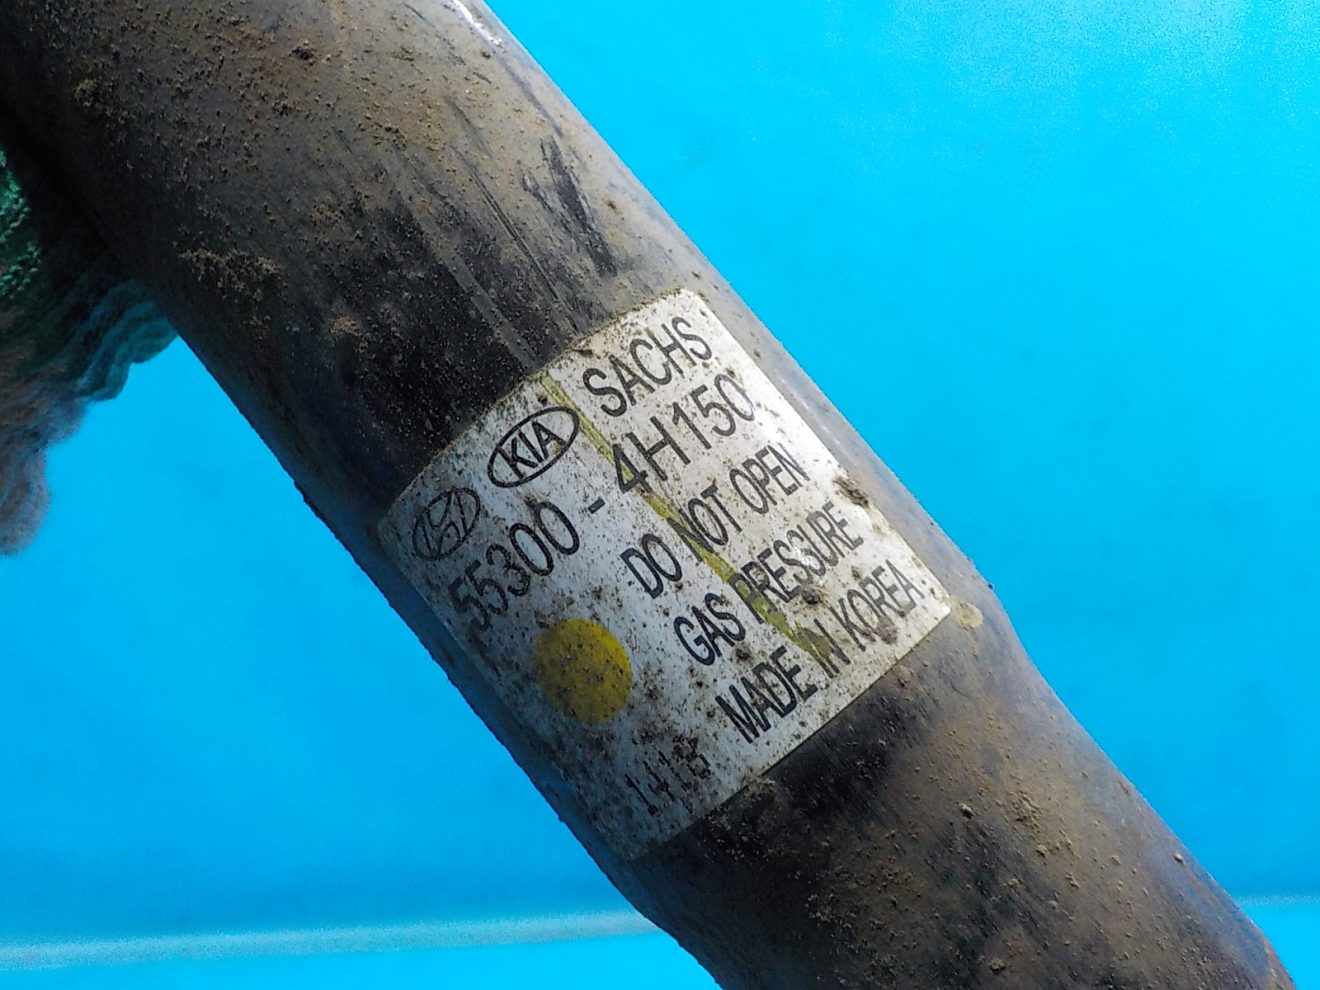 KIA SACHS
55300-4H150
DO NOT OPEN
GAS PRESSURE
MADE IN KOREA